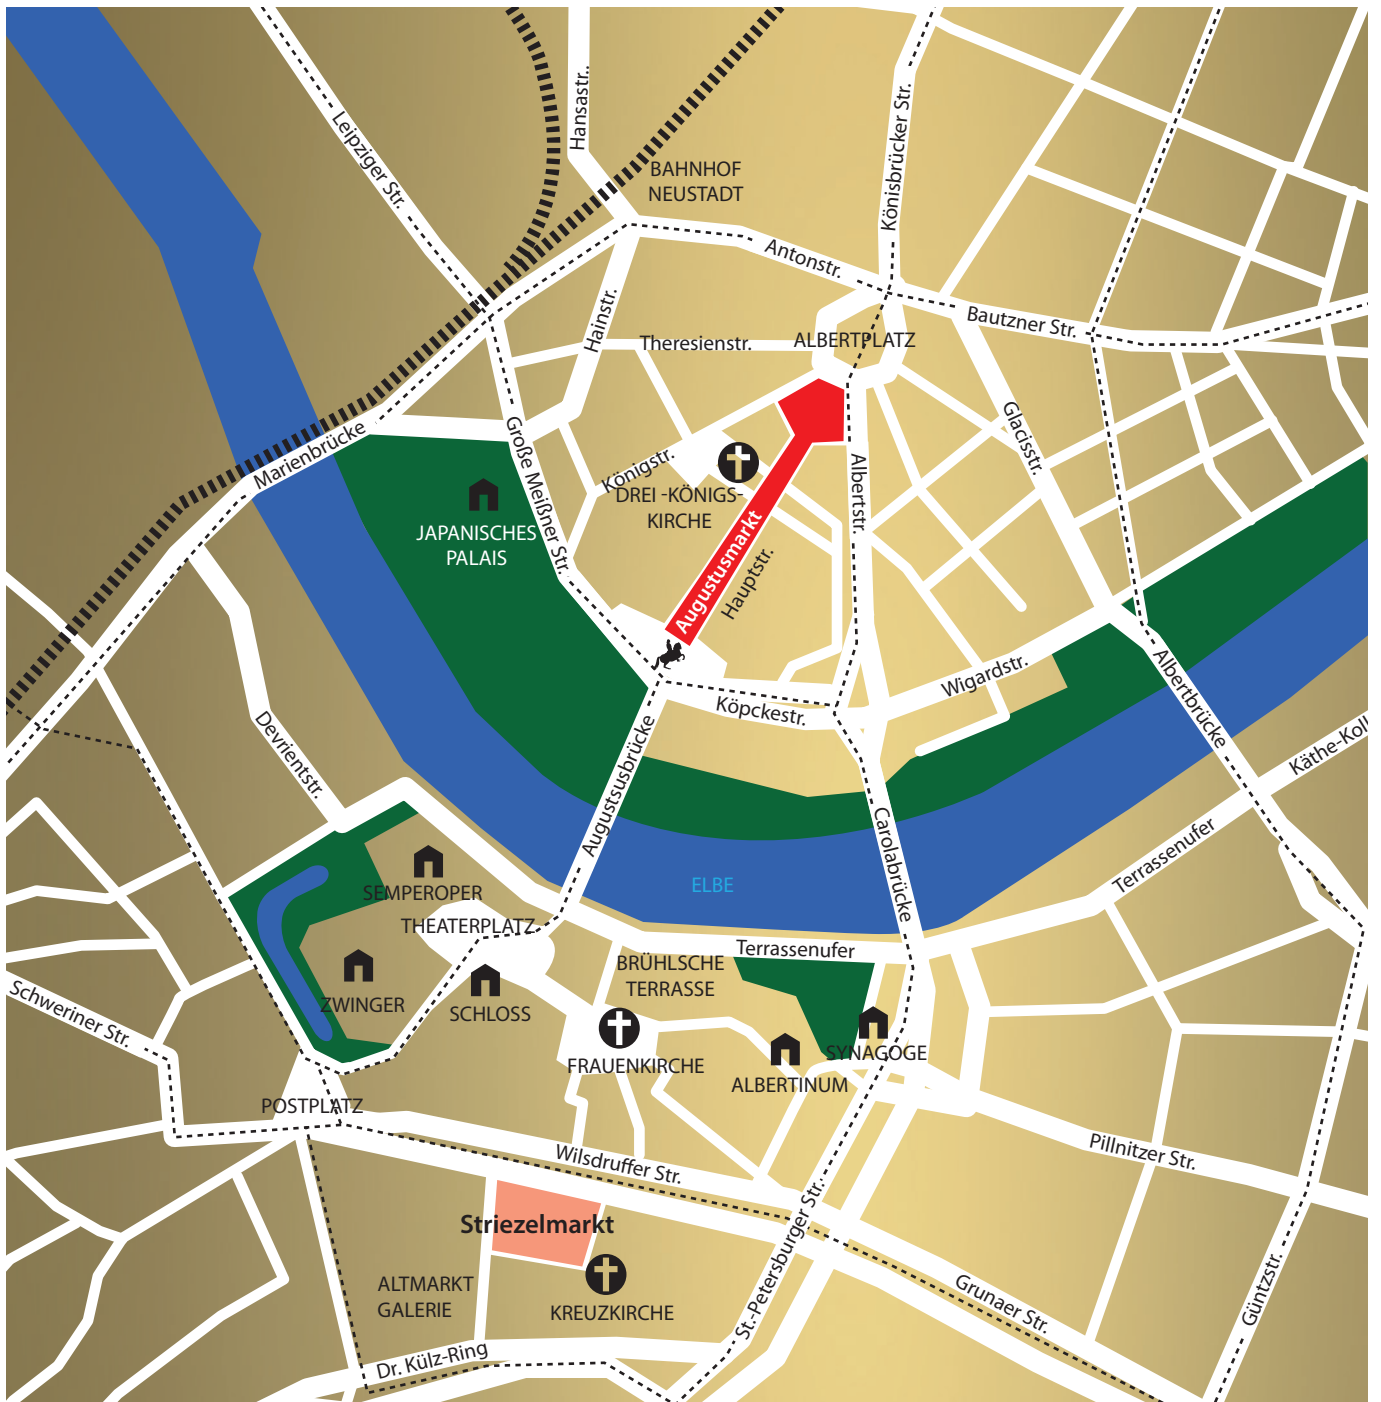 Hansastr..
Leipziger Str.
Könisbrücker Str.
BAHNHOF
NEUSTADT
Antonstr.
Hainstr.
Bautzner Str.
Theresienstr.
ALBERTPLATZ
Glacisstr.
Marienbrücke
Große Meißner Str.
Königstr.
DREI -KÖNIGS-
KIRCHE
Albertstr.
JAPANISCHES
PALAIS
Augustusmarkt
Hauptstr.
Wigardstr.
Albertbrücke
Köpckestr.
Devrientstr.
Augustsusbrücke
Käthe-Koll
Carolabrücke
Terrassenufer
SEMPEROPER
ELBE
THEATERPLATZ
Terrassenufer
BRÜHLSCHE
TERRASSE
ZWINGER
SCHLOSS
Schweriner Str.
FRAUENKIRCHE
SYNAGOGE
ALBERTINUM
POSTPLATZ
Wilsdruffer Str.
Pillnitzer Str.
Striezelmarkt
St.-Petersburger Str.
ALTMARKT
GALERIE
KREUZKIRCHE
Grunaer Str.
Güntzstr.
Dr. Külz-Ring